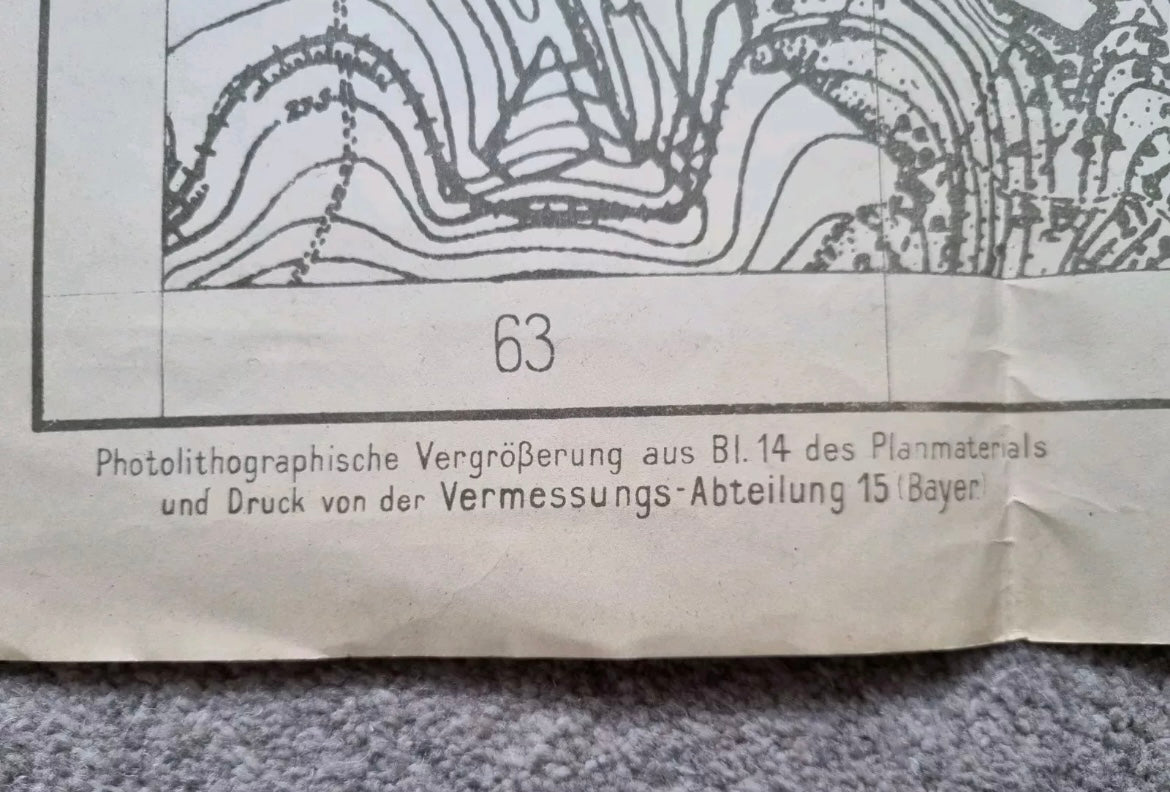 63
Photolithographische Vergrößerung aus Bl. 14 des Planmaterials
und Druck von der Vermessungs-Abteilung 15 (Bayer.)